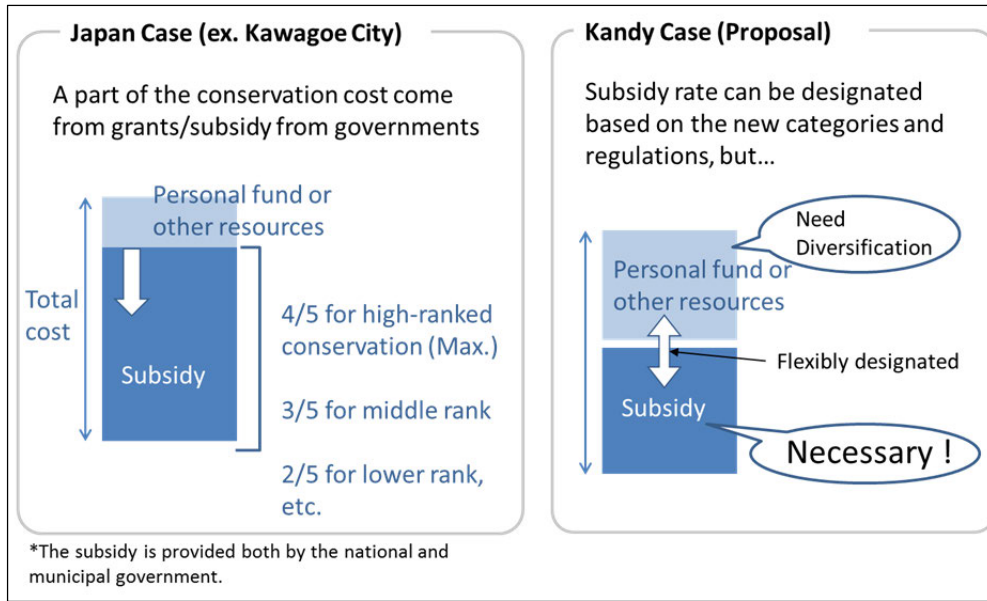 Japan Case (ex. Kawagoe City)
A part of the conservation cost come
from grants/subsidy from governments
Personal fund or
other resources
Total
cost
Subsidy
4/5 for high-ranked
conservation (Max.)
3/5 for middle rank
2/5 for lower rank,
etc.
*The subsidy is provided both by the national and
municipal government.
Kandy Case (Proposal)
Subsidy rate can be designated
based on the new categories and
regulations, but...
Need
Diversification
Personal fund or
other resources
Flexibly designated
Subsidy
Necessary !